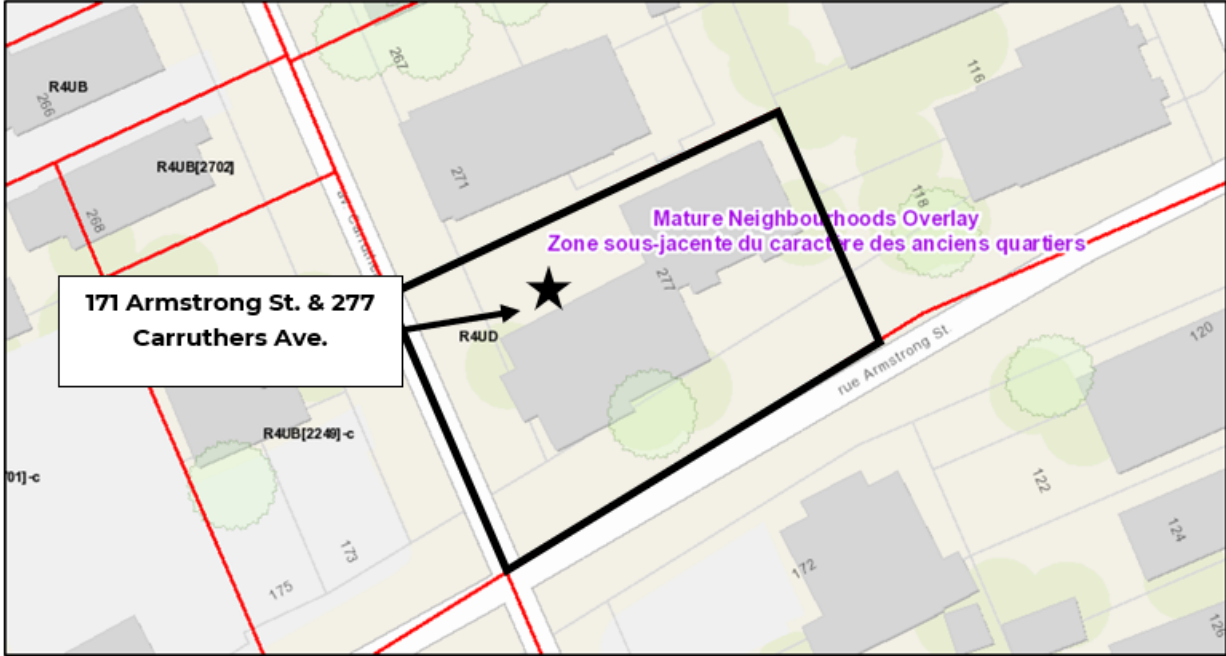 267
R4UB
266
116
R4UB[2702]
271
118
268
Mature Neighbourhoods Overlay
Zone sous-jacente du caractère des anciens quartiers
277
171 Armstrong St. & 277
Carruthers Ave.
R4UD
rue Armstrong St.
120
R4UB[2249]-c
01]-c
122
173
124
172
175
126